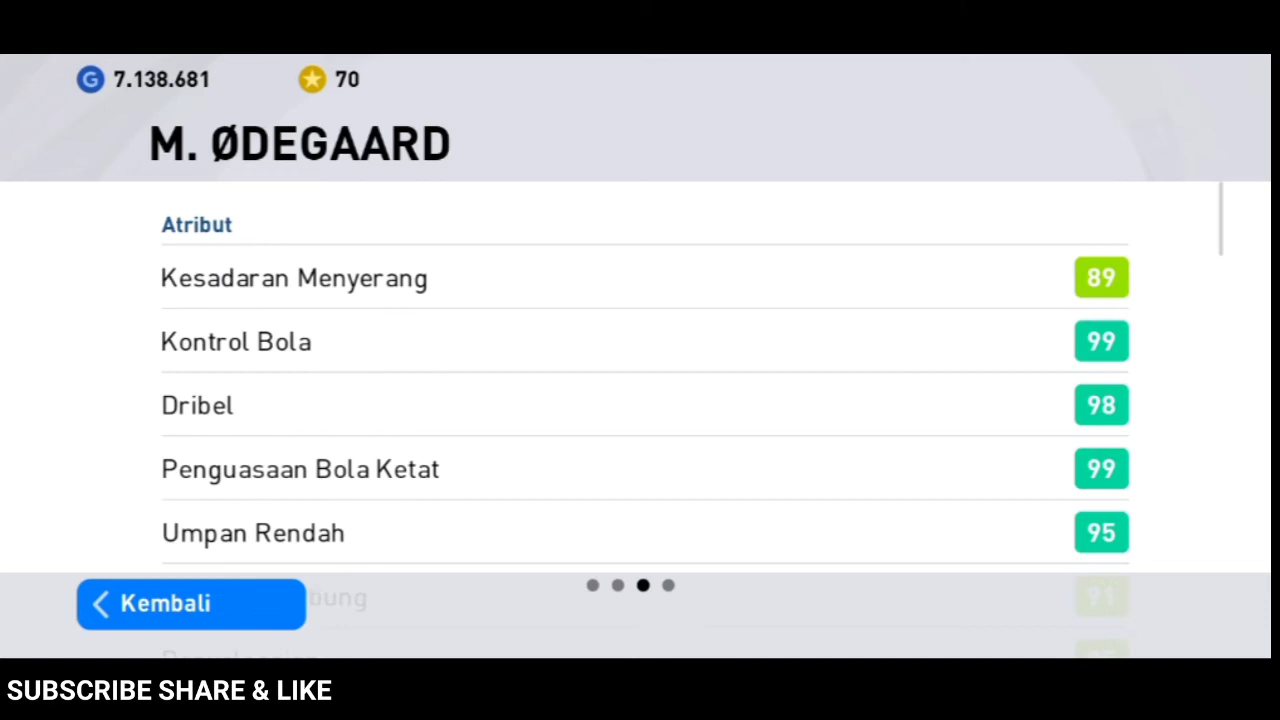 7.138.681 70
M. ØDEGAARD
Atribut
Kesadaran Menyerang 89
Kontrol Bola 99
Dribel 98
Penguasaan Bola Ketat 99
Umpan Rendah 95
Kembali
SUBSCRIBE SHARE & LIKE